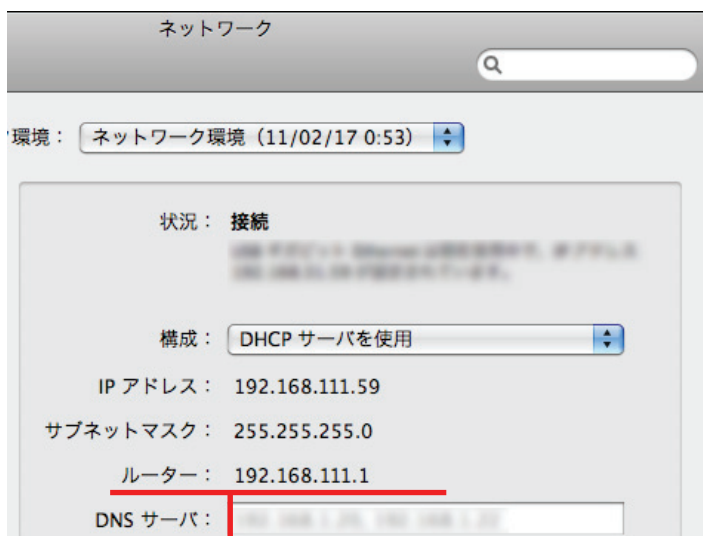 ネットワーク
環境： ネットワーク環境（11/02/17 0:53）
状況： 接続
構成： DHCP サーバを使用
IP アドレス： 192.168.111.59
サブネットマスク： 255.255.255.0
ルーター： 192.168.111.1
DNS サーバ：